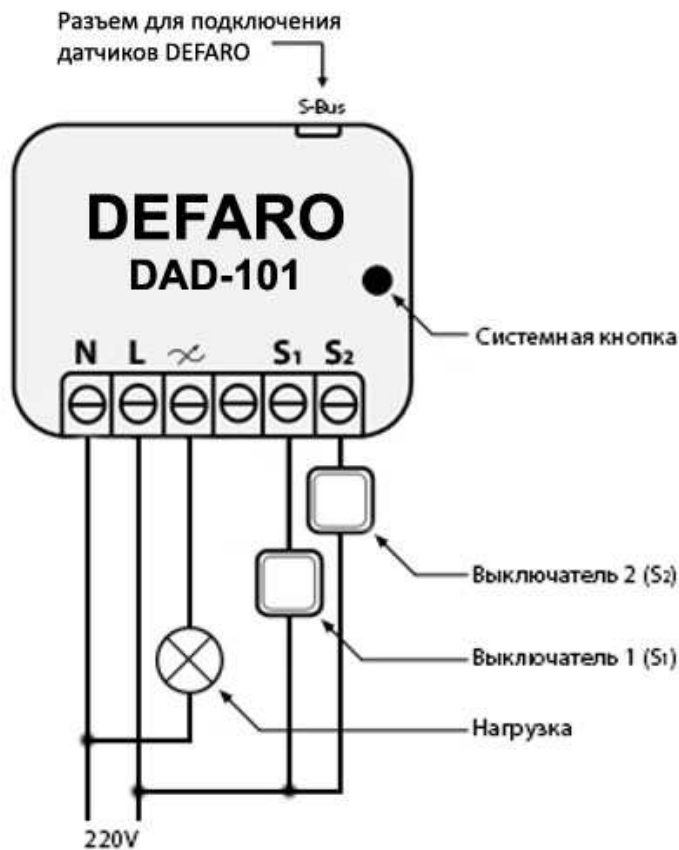 Разъем для подключения
датчиков DEFARO
S-Bus
DEFARO
DAD-101
Системная кнопка
N L S1 S2
Выключатель 2 (S2)
Выключатель 1 (S1)
Нагрузка
220V